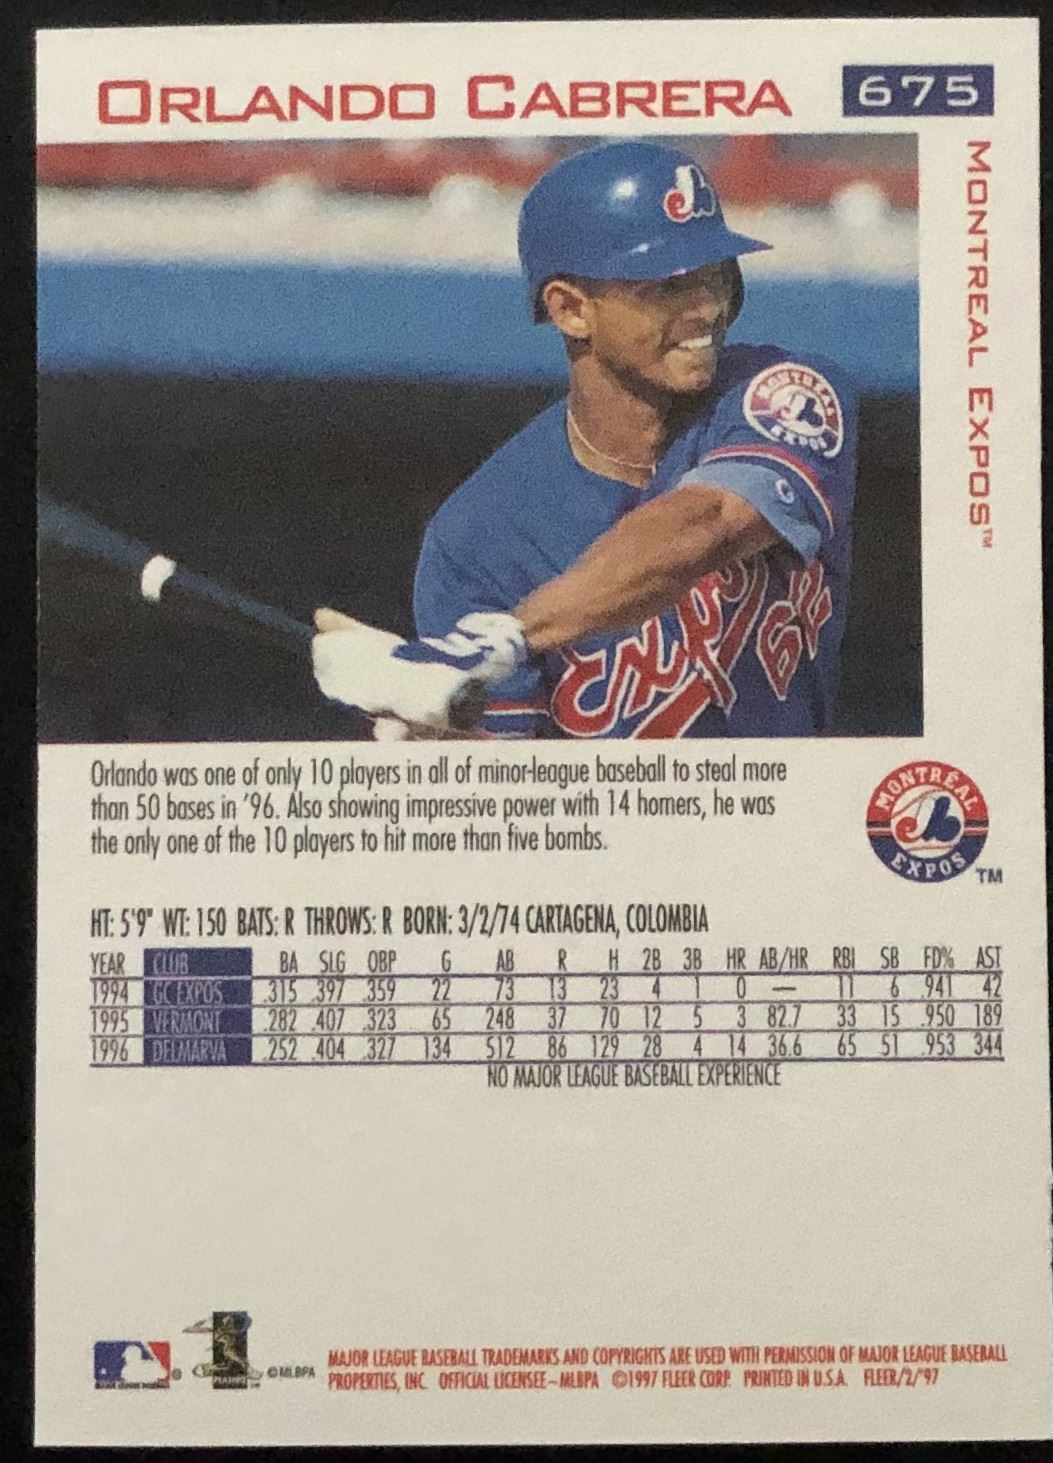 ORLANDO CABRERA
675
MONTREAL EXPOS™
MONTREAL
EXPOS
Expos
62
Orlando was one of only 10 players in all of minor-league baseball to steal more
than 50 bases in '96. Also showing impressive power with 14 homers, he was
the only one of the 10 players to hit more than five bombs.
MONTRÉAL
EXPOS
TM
HT: 5'9" WT: 150 BATS: R THROWS: R BORN: 3/2/74 CARTAGENA, COLOMBIA
YEAR CLUB BA SLG OBP G AB R H 2B 3B HR AB/HR RBI SB FD% AST
1994 GC EXPOS .315 .397 .359 22 73 13 23 4 1 0 — 11 6 .941 42
1995 VERMONT .282 .407 .323 65 248 37 70 12 5 3 82.7 33 15 .950 189
1996 DELMARVA .252 .404 .327 134 512 86 129 28 4 14 36.6 65 51 .953 344
NO MAJOR LEAGUE BASEBALL EXPERIENCE
® PLAYERS ©MLBPA
MAJOR LEAGUE BASEBALL TRADEMARKS AND COPYRIGHTS ARE USED WITH PERMISSION OF MAJOR LEAGUE BASEBALL
PROPERTIES, INC. OFFICIAL LICENSEE–MLBPA ©1997 FLEER CORP. PRINTED IN U.S.A. FLEER/2/'97